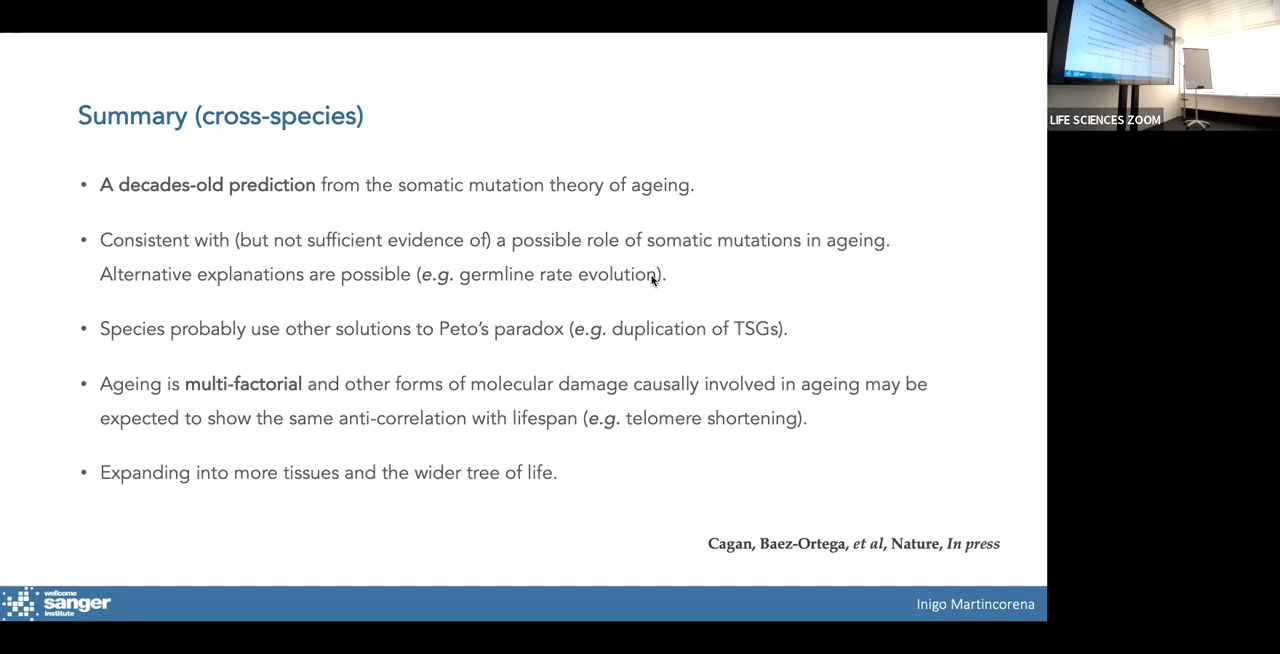 Summary (cross-species)
• A decades-old prediction from the somatic mutation theory of ageing.
• Consistent with (but not sufficient evidence of) a possible role of somatic mutations in ageing.
Alternative explanations are possible (e.g. germline rate evolution).
• Species probably use other solutions to Peto's paradox (e.g. duplication of TSGs).
• Ageing is multi-factorial and other forms of molecular damage causally involved in ageing may be
expected to show the same anti-correlation with lifespan (e.g. telomere shortening).
• Expanding into more tissues and the wider tree of life.
Cagan, Baez-Ortega, et al, Nature, In press
wellcome
sanger
institute
Inigo Martincorena
LIFE SCIENCES ZOOM